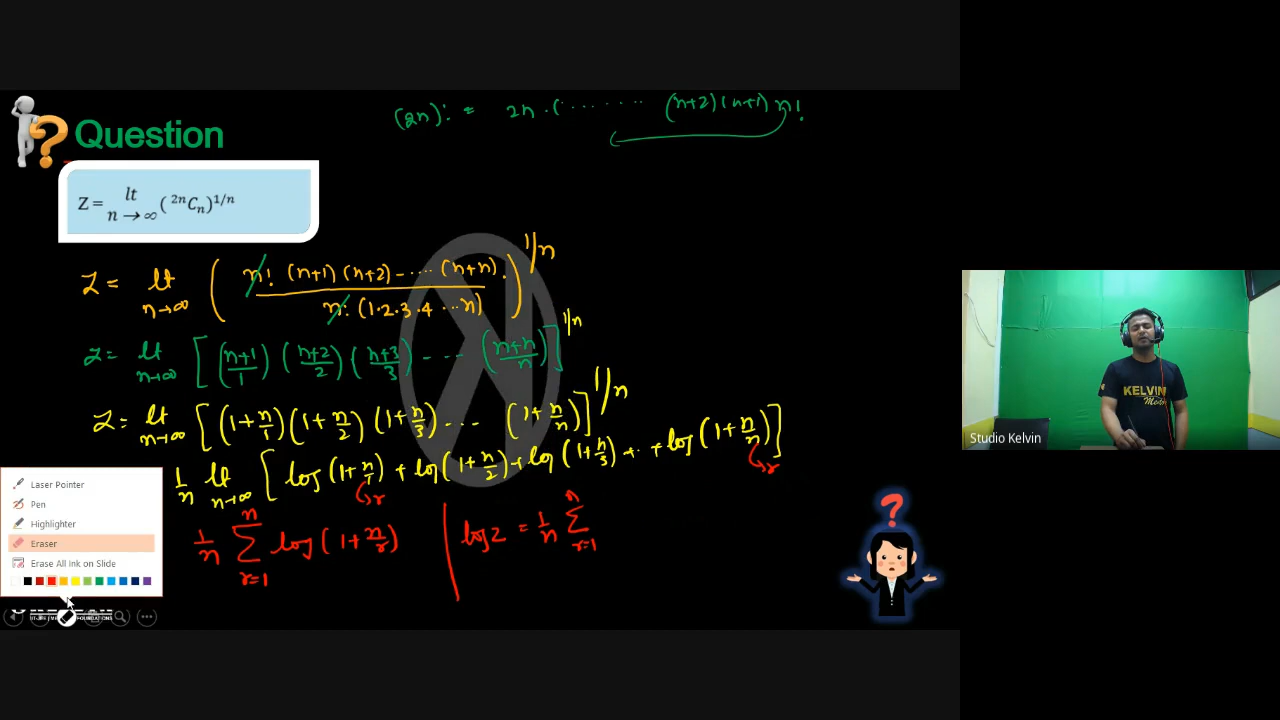 (2n)! = 2n·(........ (n+2)(n+1) n!
Question
Z = lt n→∞ (²ⁿCₙ)^1/n
Z = lt n→∞ ( n! (n+1)(n+2)-....(n+n). / n! (1·2·3·4 ...n) )^1/n
Z = lt n→∞ [ (n+1/1) (n+2/2) (n+3/3) - ... (n+n/n) ]^1/n
Z = lt n→∞ [ (1+n/1)(1+n/2)(1+n/3) ... (1+n/n) ]^1/n
1/n lt n→∞ [ log(1+n/1) + log(1+n/2) + log(1+n/3) + .. + log(1+n/n) ]
r
r
1/n Σ r=1 n log(1+n/r)
log Z = 1/n Σ r=1 n
Laser Pointer
Pen
Highlighter
Eraser
Erase All Ink on Slide
KELVIN
Studio Kelvin